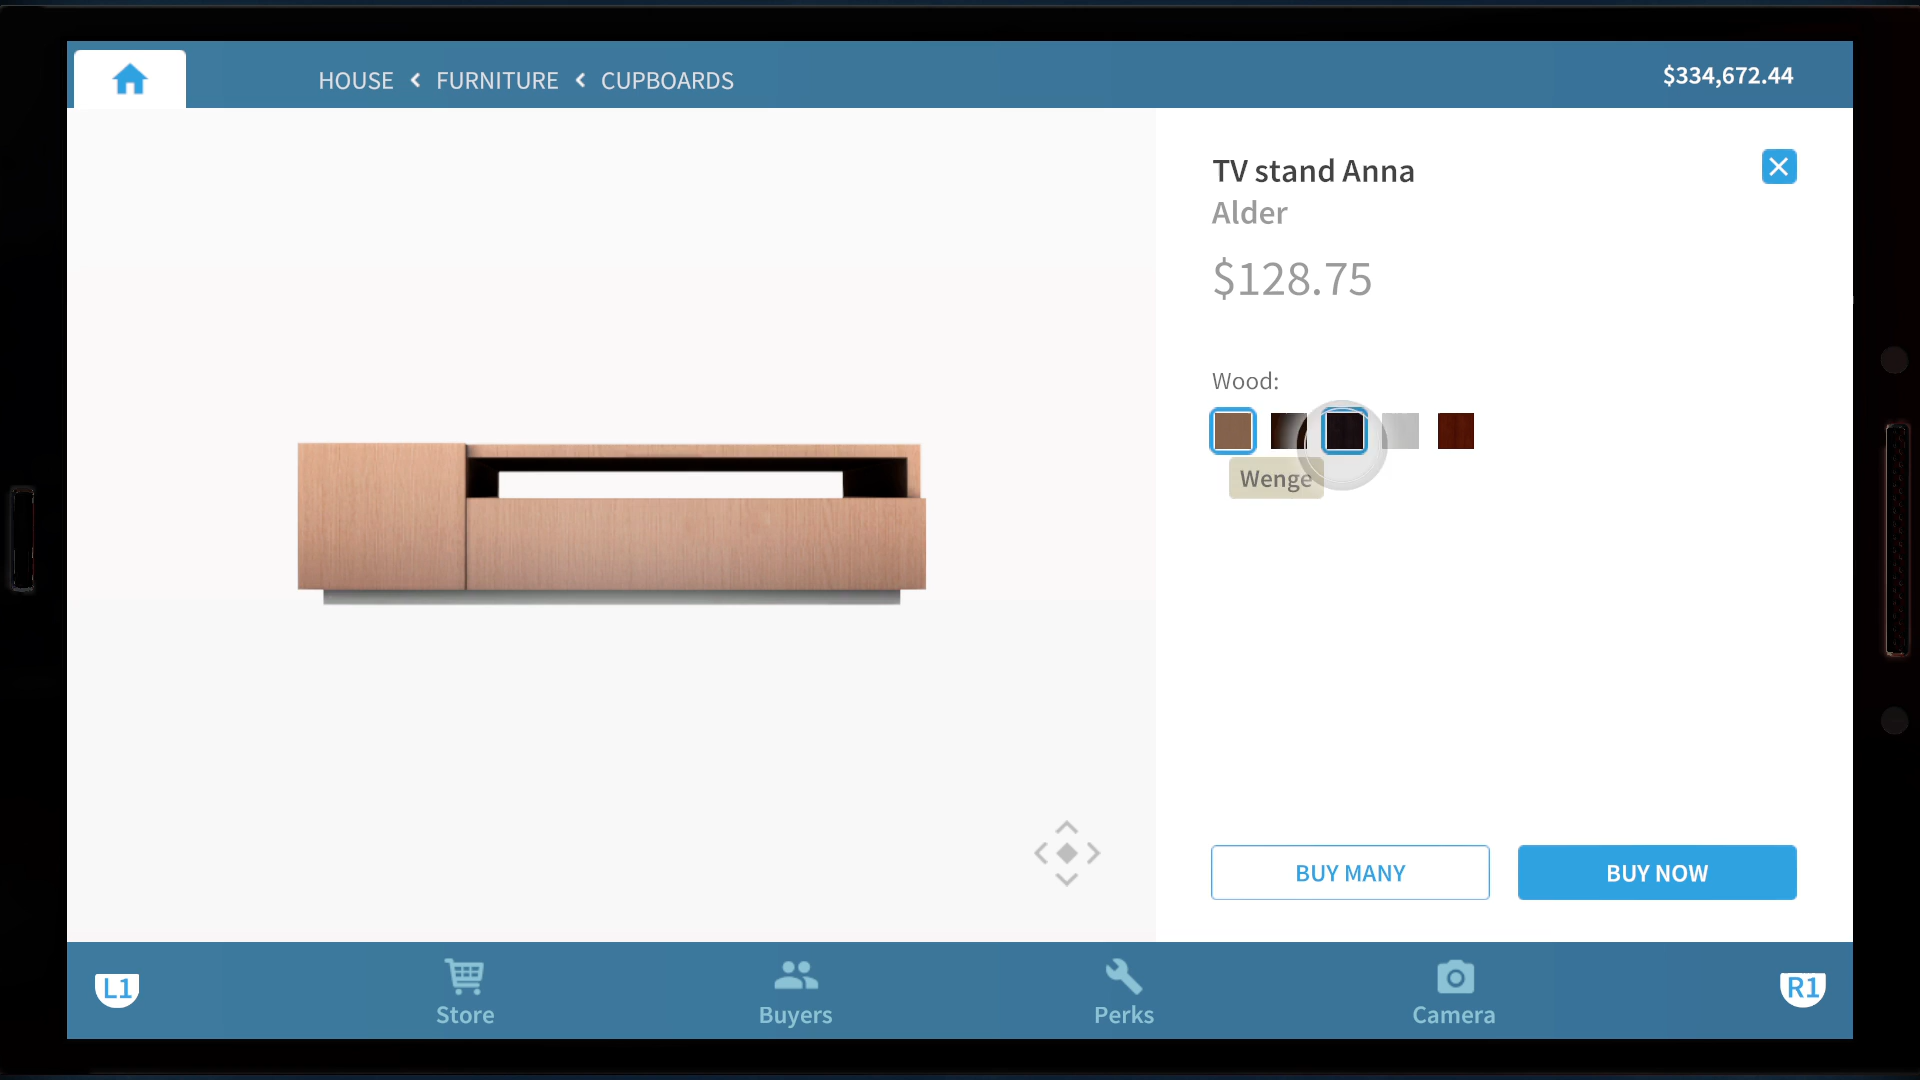 HOUSE < FURNITURE < CUPBOARDS
$334,672.44
TV stand Anna
Alder
$128.75
Wood:
Wenge
BUY MANY
BUY NOW
L1
Store
Buyers
Perks
Camera
R1